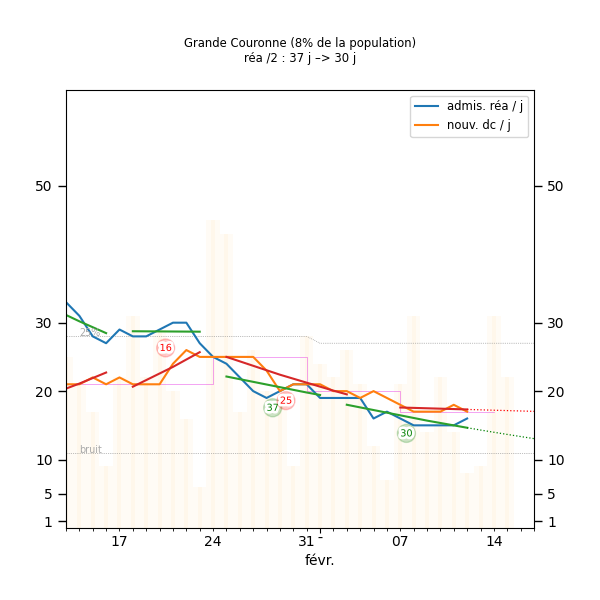 Grande Couronne (8% de la population)
réa /2 : 37 j –> 30 j
admis. réa / j
nouv. dc / j
50 50
30 30
25%
16
20 20
37 25
30
bruit
10 10
5 5
1 1
17 24 31 - 07 14
févr.